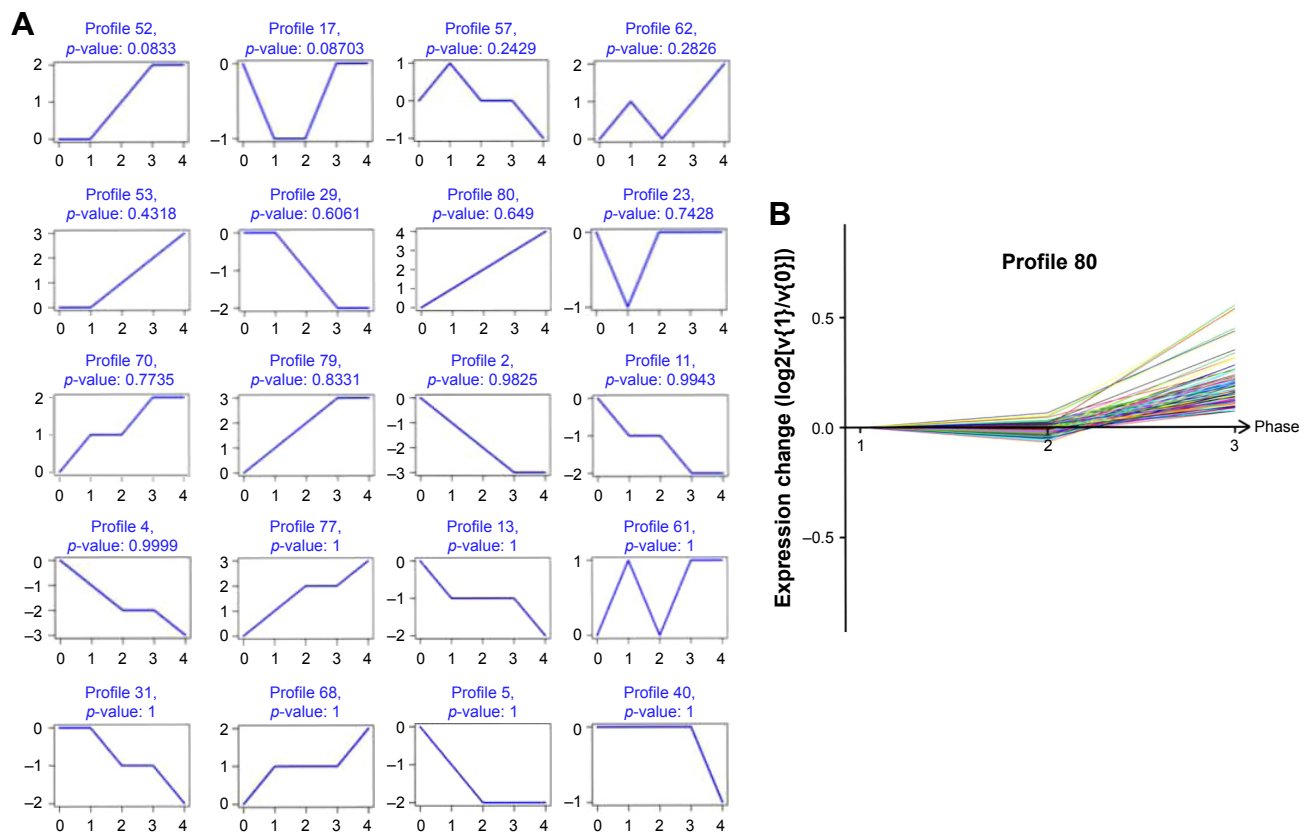 A
Profile 52,
p-value: 0.0833
2
1
0
0 1 2 3 4
Profile 17,
p-value: 0.08703
0
–1
0 1 2 3 4
Profile 57,
p-value: 0.2429
1
0
–1
0 1 2 3 4
Profile 62,
p-value: 0.2826
2
1
0
0 1 2 3 4
Profile 53,
p-value: 0.4318
3
2
1
0
0 1 2 3 4
Profile 29,
p-value: 0.6061
0
–1
–2
0 1 2 3 4
Profile 80,
p-value: 0.649
4
3
2
1
0
0 1 2 3 4
Profile 23,
p-value: 0.7428
0
–1
0 1 2 3 4
Profile 70,
p-value: 0.7735
2
1
0
0 1 2 3 4
Profile 79,
p-value: 0.8331
3
2
1
0
0 1 2 3 4
Profile 2,
p-value: 0.9825
0
–1
–2
–3
0 1 2 3 4
Profile 11,
p-value: 0.9943
0
–1
–2
0 1 2 3 4
Profile 4,
p-value: 0.9999
0
–1
–2
–3
0 1 2 3 4
Profile 77,
p-value: 1
3
2
1
0
0 1 2 3 4
Profile 13,
p-value: 1
0
–1
–2
0 1 2 3 4
Profile 61,
p-value: 1
1
0
0 1 2 3 4
Profile 31,
p-value: 1
0
–1
–2
0 1 2 3 4
Profile 68,
p-value: 1
2
1
0
0 1 2 3 4
Profile 5,
p-value: 1
0
–1
–2
0 1 2 3 4
Profile 40,
p-value: 1
0
–1
0 1 2 3 4
B
Profile 80
Expression change (log2[v{1}/v{0}])
0.5
0.0
–0.5
1 2 3
Phase